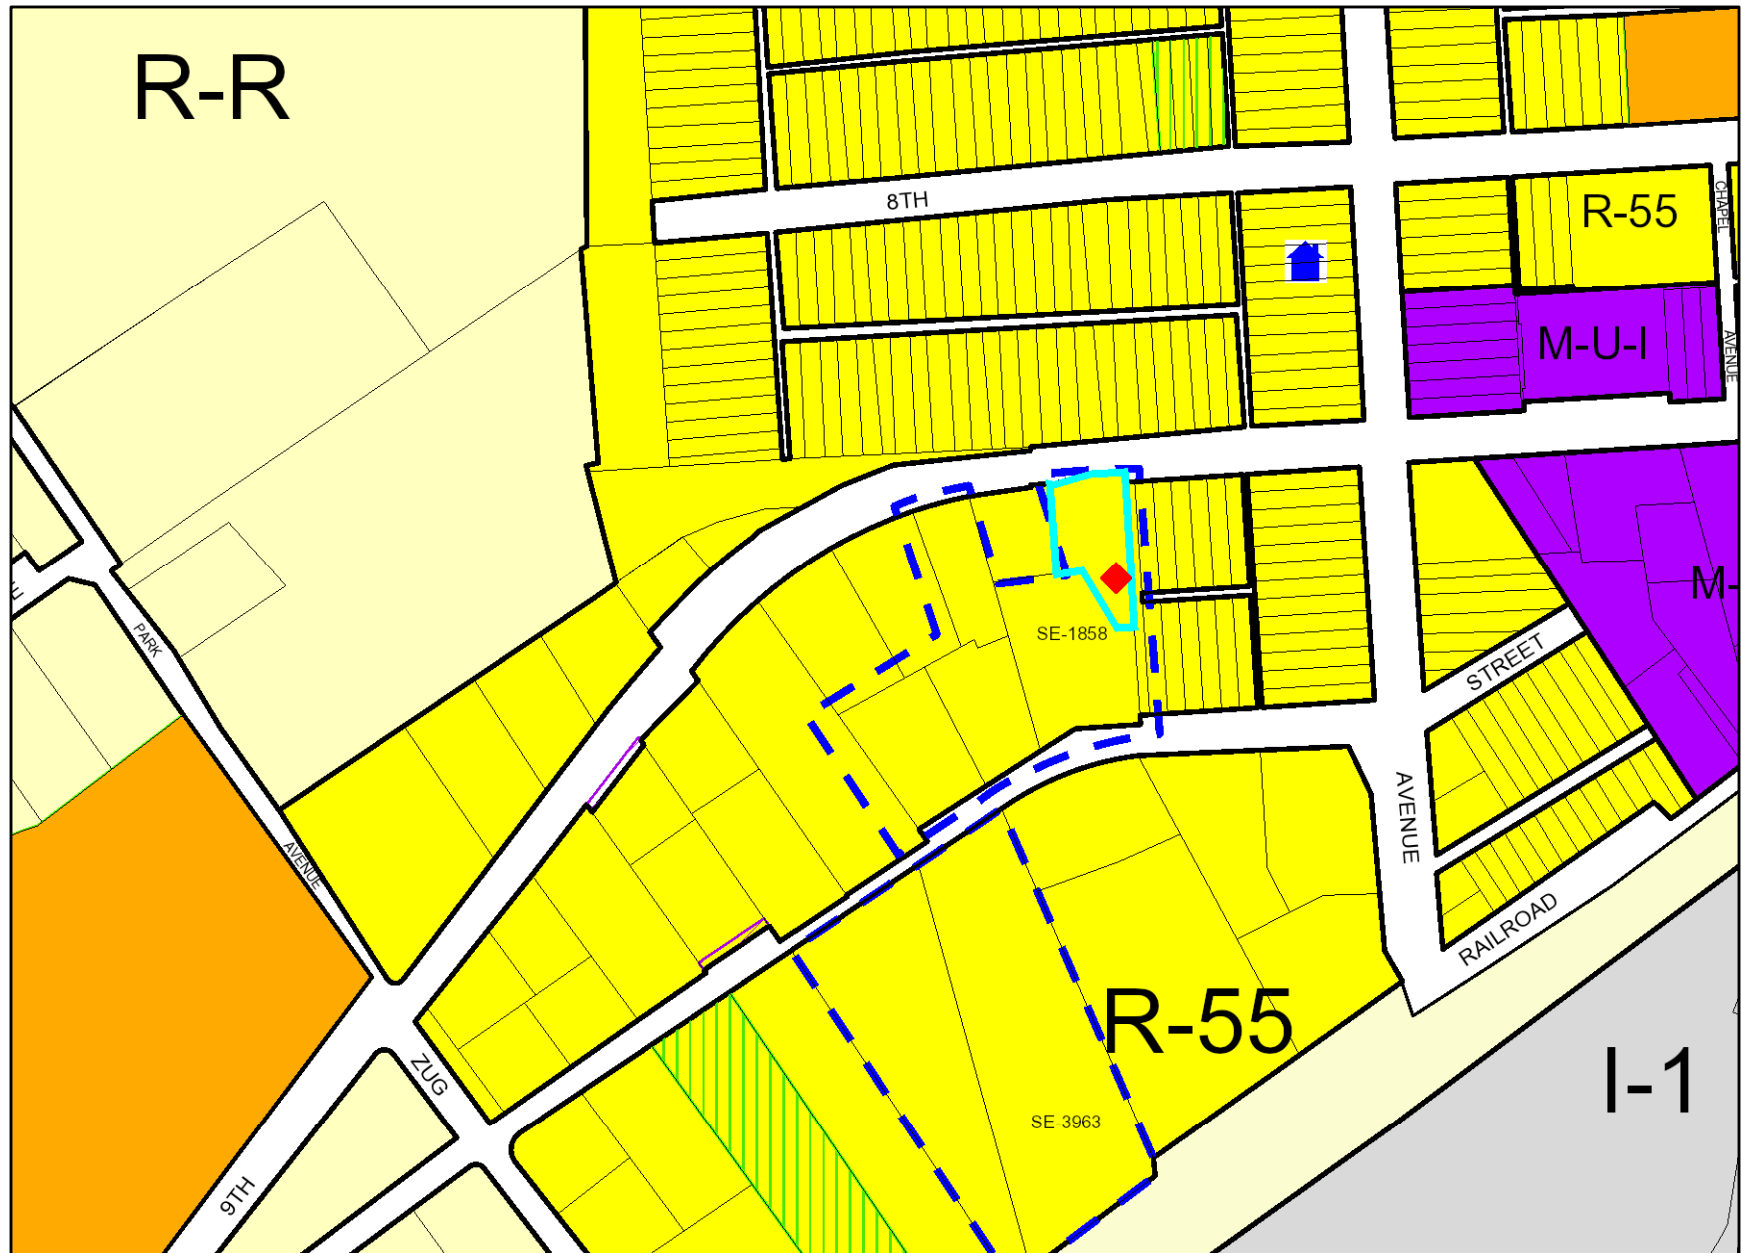 R-R
8TH
CHAPEL
R-55
M-U-I
AVENUE
E
M-
PARK
SE-1858
STREET
AVENUE
AVENUE
RAILROAD
R-55
I-1
ZUG
SE-3963
9TH